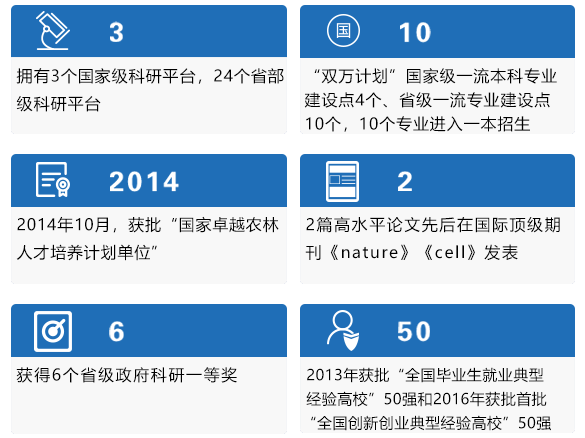 3
拥有3个国家级科研平台，24个省部
级科研平台
国
10
“双万计划”国家级一流本科专业
建设点4个、省级一流专业建设点
10个，10个专业进入一本招生
2014
2014年10月，获批“国家卓越农林
人才培养计划单位”
2
2篇高水平论文先后在国际顶级期
刊《nature》《cell》发表
6
获得6个省级政府科研一等奖
50
2013年获批“全国毕业生就业典型
经验高校”50强和2016年获批首批
“全国创新创业典型经验高校”50强